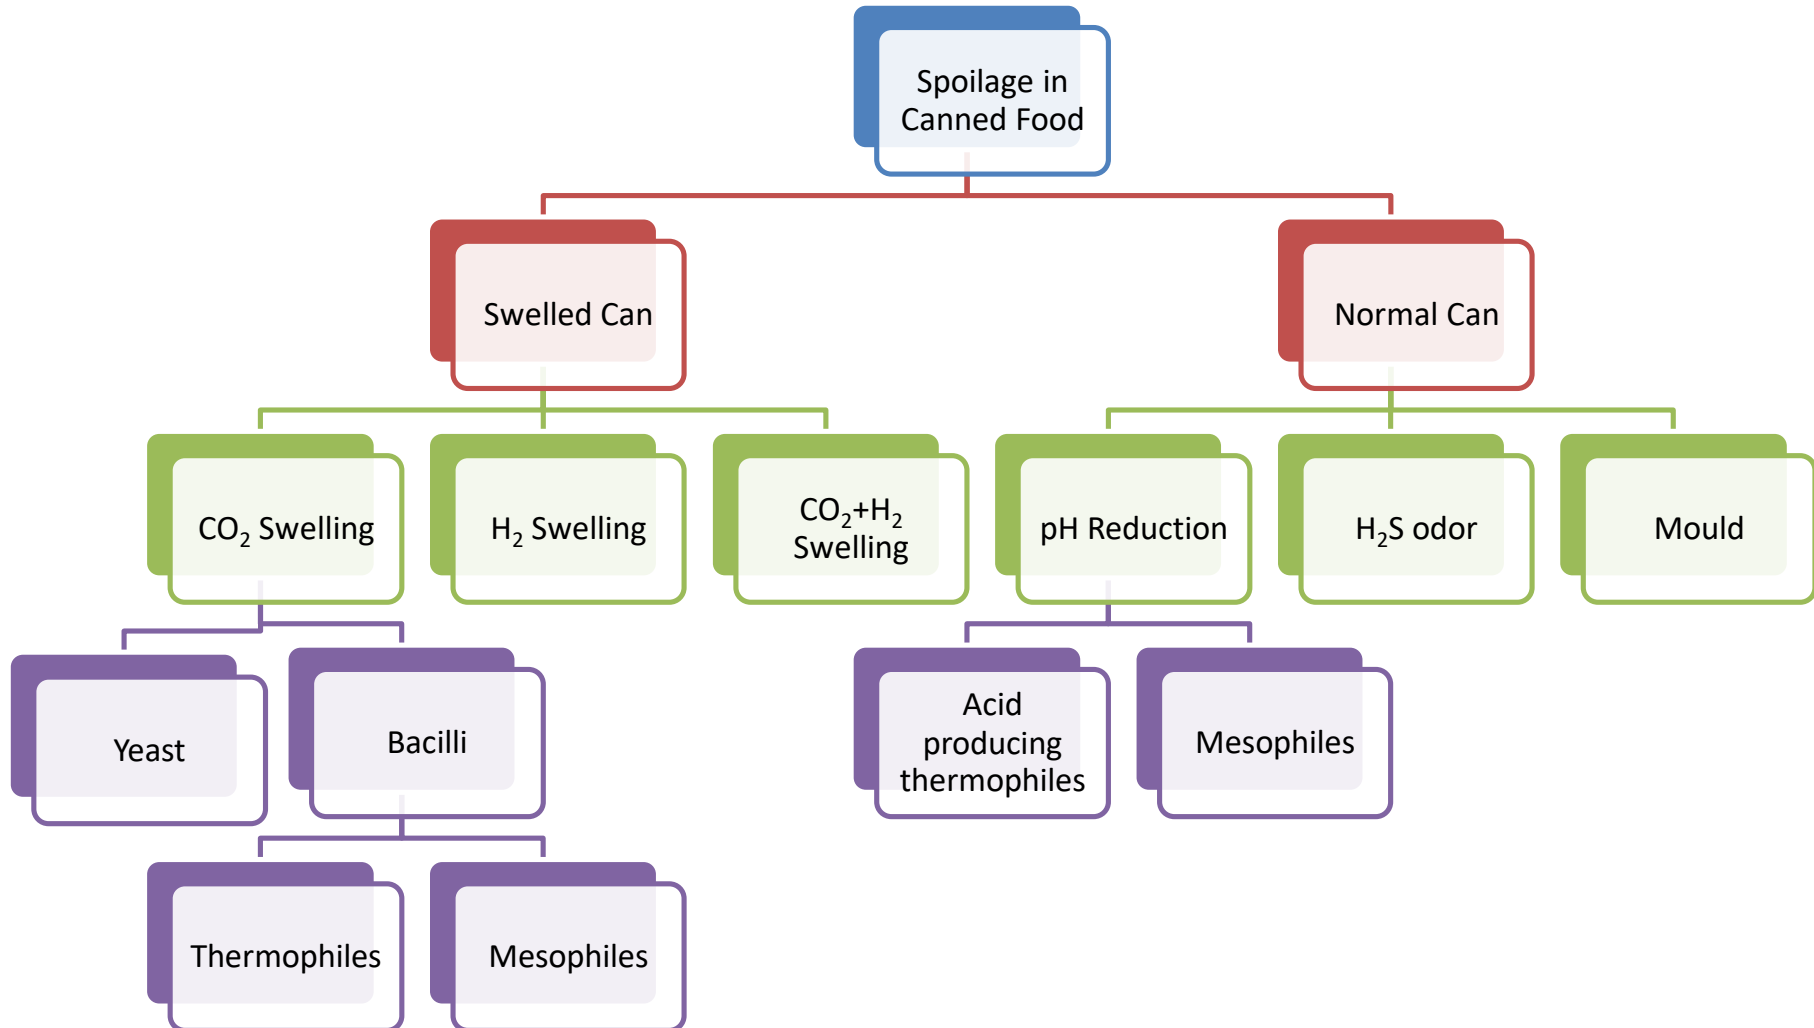 Spoilage in
Canned Food
Swelled Can
Normal Can
CO₂ Swelling
H₂ Swelling
CO₂+H₂
Swelling
pH Reduction
H₂S odor
Mould
Yeast
Bacilli
Acid
producing
thermophiles
Mesophiles
Thermophiles
Mesophiles